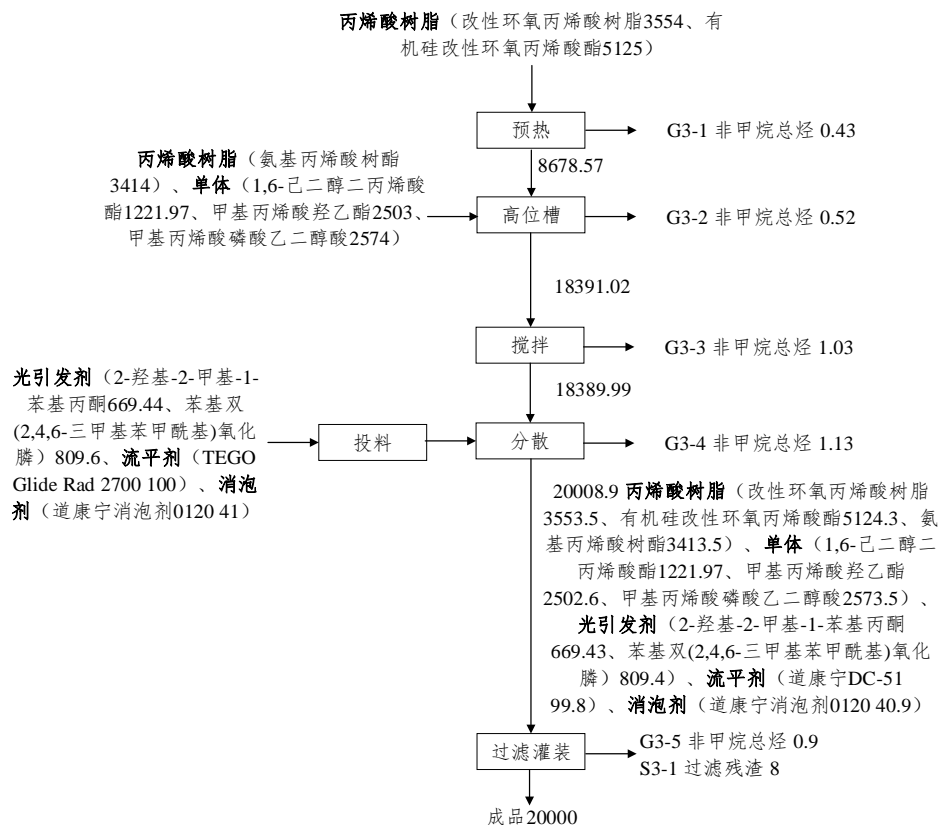 丙烯酸树脂（改性环氧丙烯酸树脂3554、有
机硅改性环氧丙烯酸酯5125）
预热
G3-1 非甲烷总烃 0.43
8678.57
丙烯酸树脂（氨基丙烯酸树酯
3414）、单体（1,6-己二醇二丙烯酸
酯1221.97、甲基丙烯酸羟乙酯2503、
甲基丙烯酸磷酸乙二醇酸2574）
高位槽
G3-2 非甲烷总烃 0.52
18391.02
搅拌
G3-3 非甲烷总烃 1.03
18389.99
光引发剂（2-羟基-2-甲基-1-
苯基丙酮669.44、苯基双
(2,4,6-三甲基苯甲酰基)氧化
膦）809.6、流平剂（TEGO
Glide Rad 2700 100）、消泡
剂（道康宁消泡剂0120 41）
投料
分散
G3-4 非甲烷总烃 1.13
20008.9 丙烯酸树脂（改性环氧丙烯酸树脂
3553.5、有机硅改性环氧丙烯酸酯5124.3、氨
基丙烯酸树酯3413.5）、单体（1,6-己二醇二
丙烯酸酯1221.97、甲基丙烯酸羟乙酯
2502.6、甲基丙烯酸磷酸乙二醇酸2573.5）、
光引发剂（2-羟基-2-甲基-1-苯基丙酮
669.43、苯基双(2,4,6-三甲基苯甲酰基)氧化
膦）809.4）、流平剂（道康宁DC-51
99.8）、消泡剂（道康宁消泡剂0120 40.9）
过滤灌装
G3-5 非甲烷总烃 0.9
S3-1 过滤残渣 8
成品20000